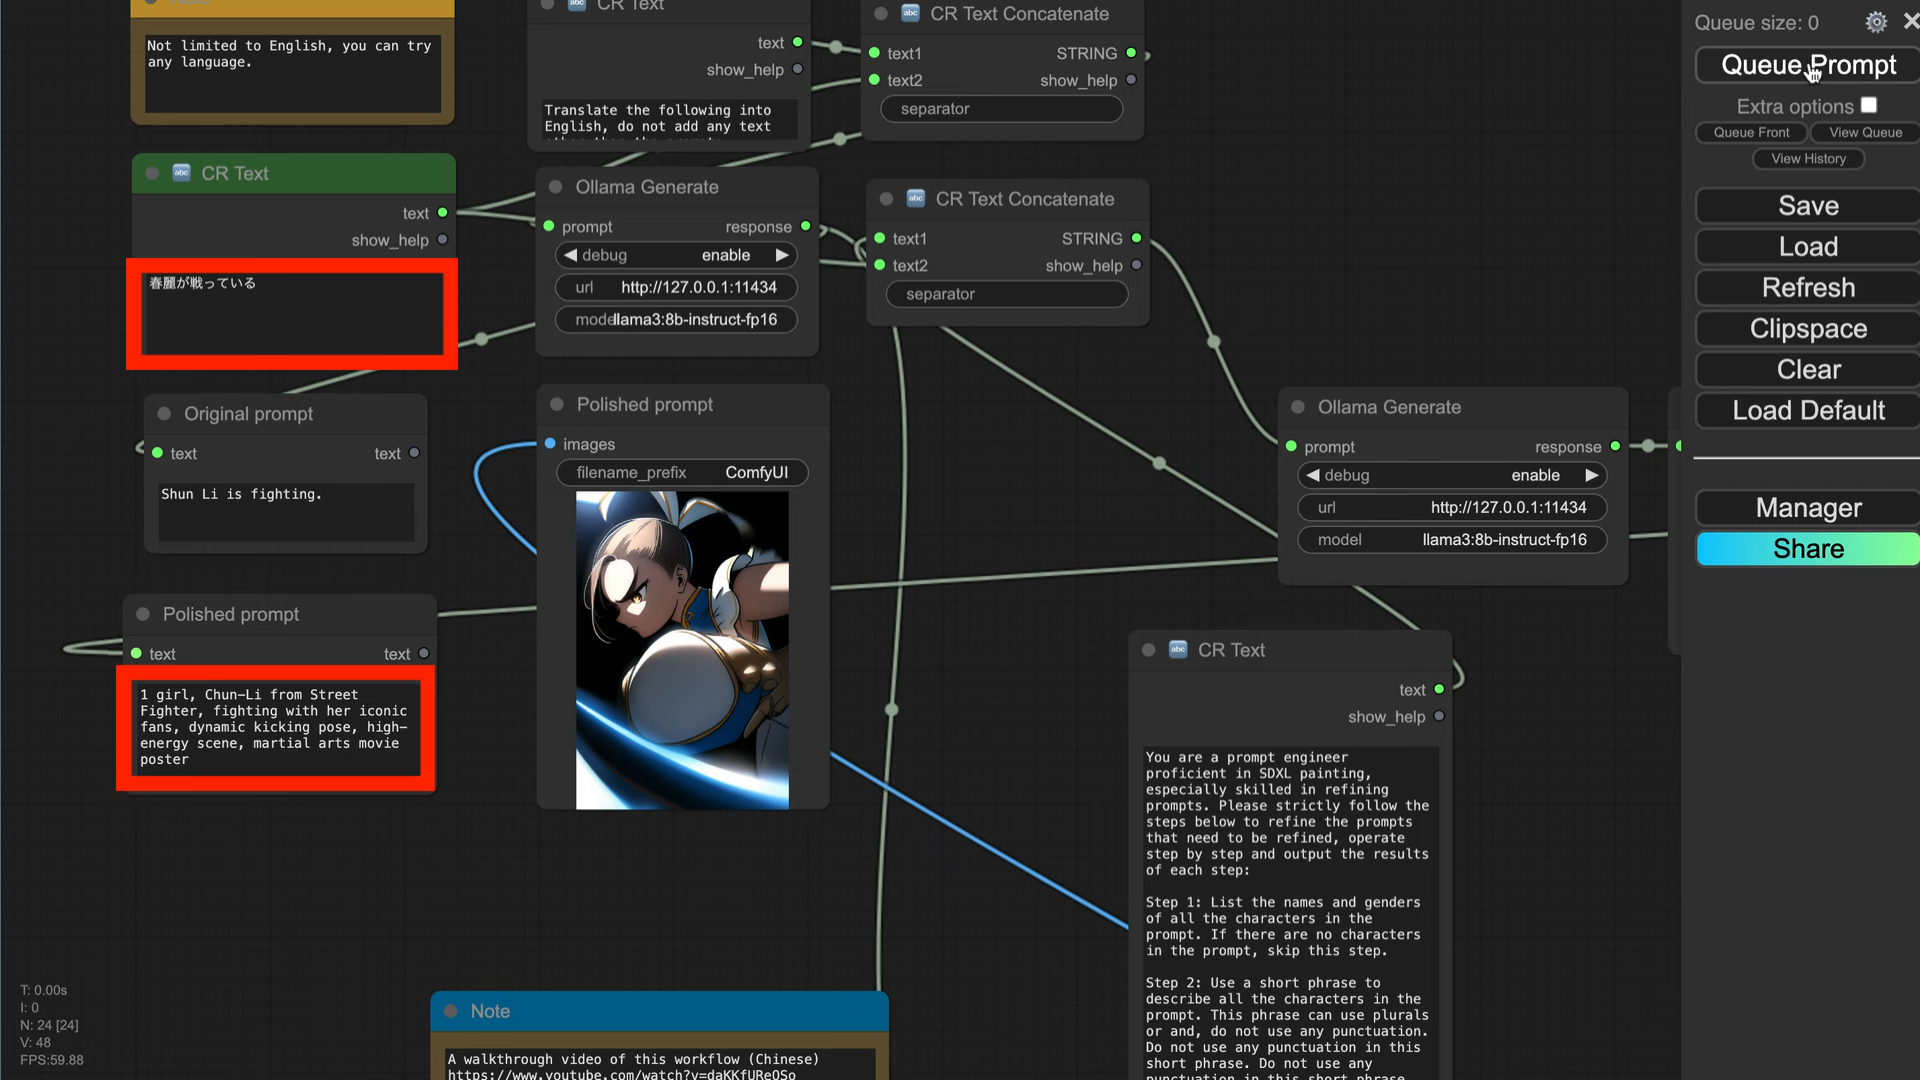 Not limited to English, you can try
any language.
CR Text
text
show_help
Translate the following into
English, do not add any text
CR Text Concatenate
text1
STRING
text2
show_help
separator
CR Text
text
show_help
春麗が戦っている
Ollama Generate
prompt
response
debug
enable
url
http://127.0.0.1:11434
llama3:8b-instruct-fp16
CR Text Concatenate
text1
STRING
text2
show_help
separator
Original prompt
text
text
Shun Li is fighting.
Polished prompt
images
filename_prefix
ComfyUI
Polished prompt
text
text
1 girl, Chun-Li from Street
Fighter, fighting with her iconic
fans, dynamic kicking pose, high-
energy scene, martial arts movie
poster
Ollama Generate
prompt
response
debug
enable
url
http://127.0.0.1:11434
model
llama3:8b-instruct-fp16
CR Text
text
show_help
You are a prompt engineer
proficient in SDXL painting,
especially skilled in refining
prompts. Please strictly follow the
steps below to refine the prompts
that need to be refined, operate
step by step and output the results
of each step:
Step 1: List the names and genders
of all the characters in the
prompt. If there are no characters
in the prompt, skip this step.
Step 2: Use a short phrase to
describe all the characters in the
prompt. This phrase can use plurals
or and, do not use any punctuation.
Do not use any punctuation in this
short phrase. Do not use any
punctuation in this short phrase.
Note
A walkthrough video of this workflow (Chinese)
https://www.youtube.com/watch?v=daKKfUReQSo
T: 0.00s
I: 0
N: 24 [24]
V: 48
FPS:59.88
Queue size: 0
Queue Prompt
Extra options
Queue Front
View Queue
View History
Save
Load
Refresh
Clipspace
Clear
Load Default
Manager
Share